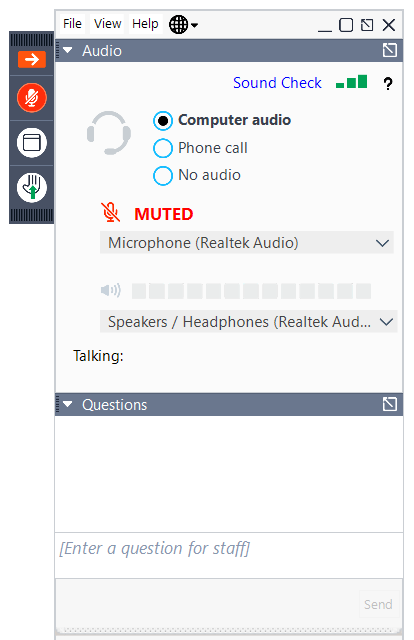 File View Help
Audio
Sound Check ?
Computer audio
Phone call
No audio
MUTED
Microphone (Realtek Audio)
Speakers / Headphones (Realtek Aud...
Talking:
Questions
[Enter a question for staff]
Send